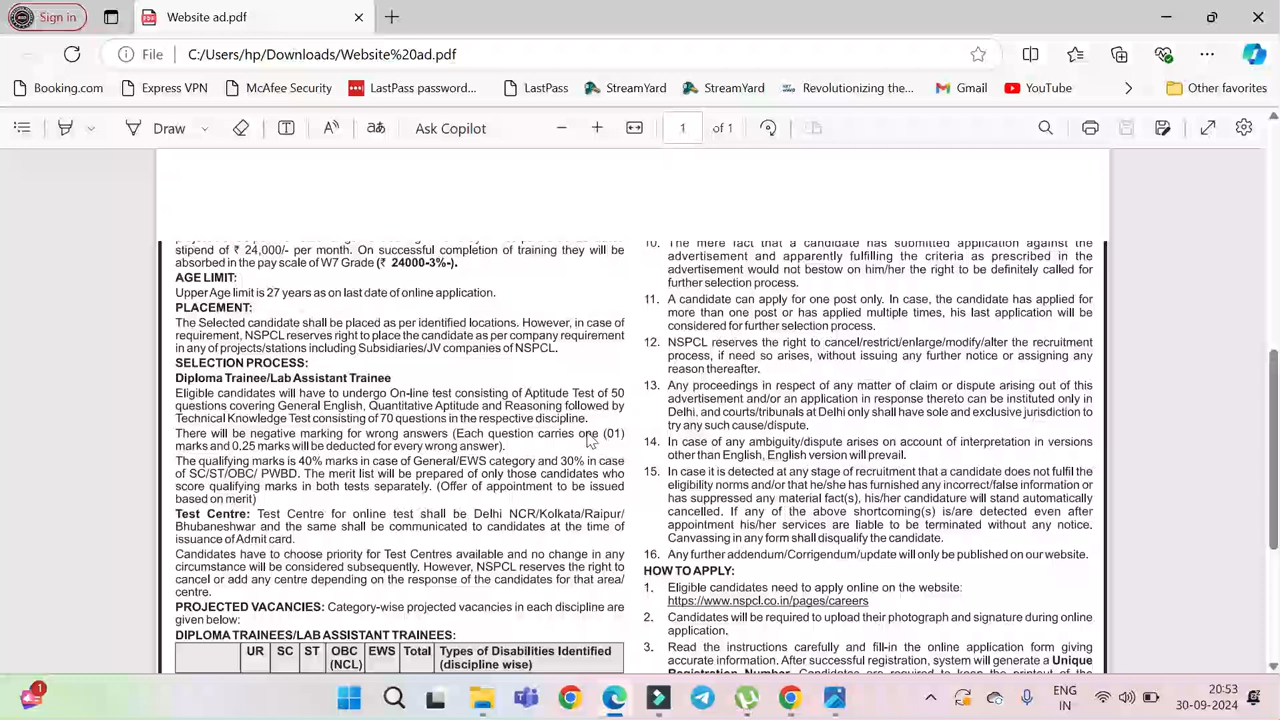 Sign in
Website ad.pdf
File
C:/Users/hp/Downloads/Website%20ad.pdf
Booking.com
Express VPN
McAfee Security
LastPass password...
LastPass
StreamYard
StreamYard
Revolutionizing the...
Gmail
YouTube
Other favorites
Draw
Ask Copilot
1
of 1
stipend of ₹ 24,000/- per month. On successful completion of training they will be
absorbed in the pay scale of W7 Grade (₹ 24000-3%-).
AGE LIMIT:
Upper Age limit is 27 years as on last date of online application.
PLACEMENT:
The Selected candidate shall be placed as per identified locations. However, in case of
requirement, NSPCL reserves right to place the candidate as per company requirement
in any of projects/stations including Subsidiaries/JV companies of NSPCL.
SELECTION PROCESS:
Diploma Trainee/Lab Assistant Trainee
Eligible candidates will have to undergo On-line test consisting of Aptitude Test of 50
questions covering General English, Quantitative Aptitude and Reasoning followed by
Technical Knowledge Test consisting of 70 questions in the respective discipline.
There will be negative marking for wrong answers (Each question carries one (01)
marks and 0.25 marks will be deducted for every wrong answer).
The qualifying marks is 40% marks in case of General/EWS category and 30% in case
of SC/ST/OBC/ PWBD. The merit list will be prepared of only those candidates who
score qualifying marks in both tests separately. (Offer of appointment to be issued
based on merit)
Test Centre: Test Centre for online test shall be Delhi NCR/Kolkata/Raipur/
Bhubaneshwar and the same shall be communicated to candidates at the time of
issuance of Admit card.
Candidates have to choose priority for Test Centres available and no change in any
circumstance will be considered subsequently. However, NSPCL reserves the right to
cancel or add any centre depending on the response of the candidates for that area/
centre.
PROJECTED VACANCIES: Category-wise projected vacancies in each discipline are
given below:
DIPLOMA TRAINEES/LAB ASSISTANT TRAINEES:
UR SC ST OBC EWS Total Types of Disabilities Identified
(NCL) (discipline wise)
10. The mere fact that a candidate has submitted application against the
advertisement and apparently fulfilling the criteria as prescribed in the
advertisement would not bestow on him/her the right to be definitely called for
further selection process.
11. A candidate can apply for one post only. In case, the candidate has applied for
more than one post or has applied multiple times, his last application will be
considered for further selection process.
12. NSPCL reserves the right to cancel/restrict/enlarge/modify/alter the recruitment
process, if need so arises, without issuing any further notice or assigning any
reason thereafter.
13. Any proceedings in respect of any matter of claim or dispute arising out of this
advertisement and/or an application in response thereto can be instituted only in
Delhi. and courts/tribunals at Delhi only shall have sole and exclusive jurisdiction to
try any such cause/dispute.
14. In case of any ambiguity/dispute arises on account of interpretation in versions
other than English, English version will prevail.
15. In case it is detected at any stage of recruitment that a candidate does not fulfil the
eligibility norms and/or that he/she has furnished any incorrect/false information or
has suppressed any material fact(s), his/her candidature will stand automatically
cancelled. If any of the above shortcoming(s) is/are detected even after
appointment his/her services are liable to be terminated without any notice.
Canvassing in any form shall disqualify the candidate.
16. Any further addendum/Corrigendum/update will only be published on our website.
HOW TO APPLY:
1. Eligible candidates need to apply online on the website:
https://www.nspcl.co.in/pages/careers
2. Candidates will be required to upload their photograph and signature during online
application.
3. Read the instructions carefully and fill-in the online application form giving
accurate information. After successful registration, system will generate a Unique
Registration Number. Candidates are required to keep the printout of the
1
ENG
IN
20:53
30-09-2024